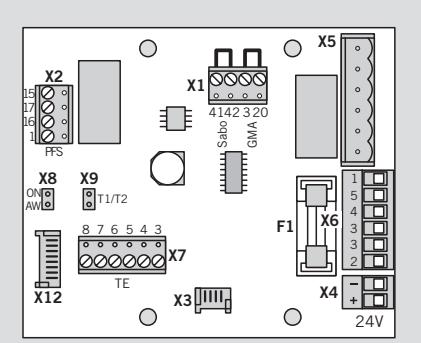 X5
X2
X1
15
17
16
1
PFS
41 42 3 20
Sabo
GMA
X8
X9
ON
AW
T1/T2
1
5
4
3
3
2
F1
X6
8 7 6 5 4 3
X7
TE
X12
X3
X4
−
+
24V